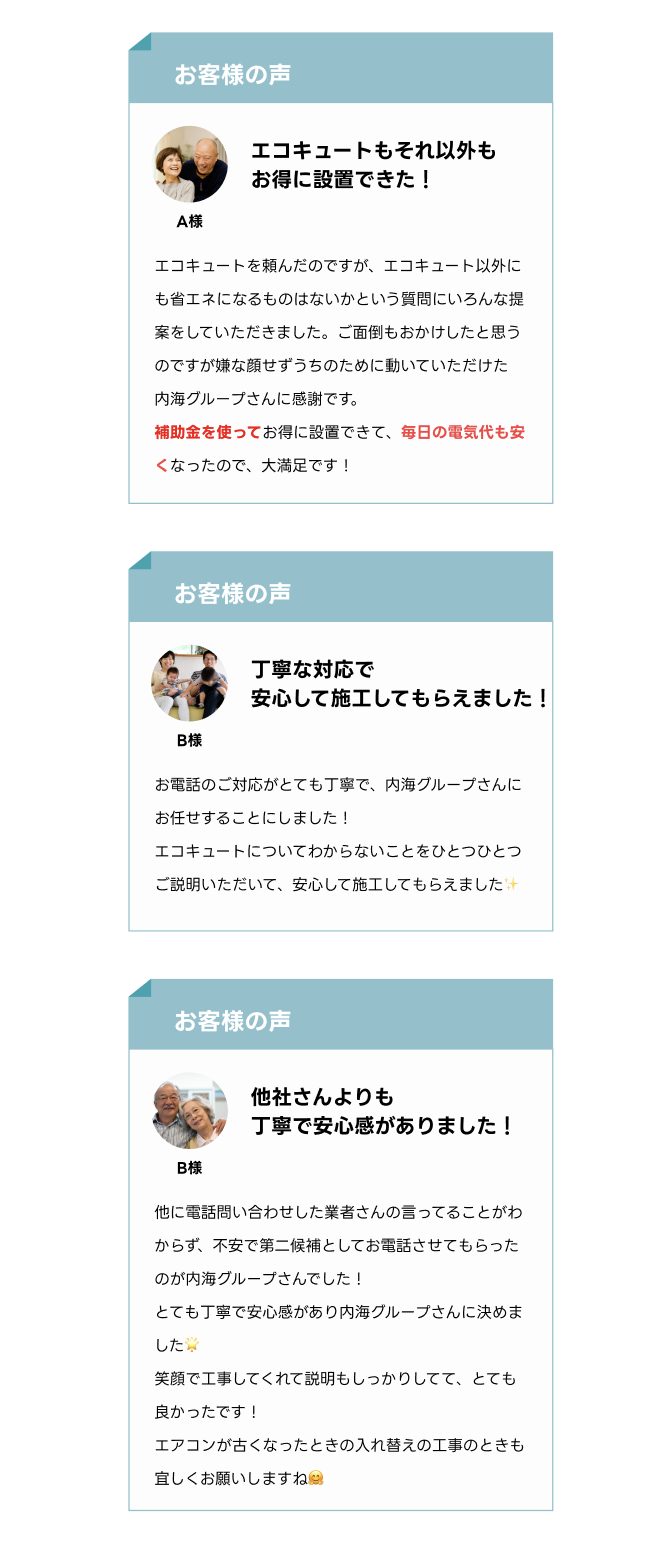 お客様の声
エコキュートもそれ以外も
お得に設置できた！
A様
エコキュートを頼んだのですが、エコキュート以外に
も省エネになるものはないかという質問にいろんな提
案をしていただきました。ご面倒もおかけしたと思う
のですが嫌な顔せずうちのために動いていただけた
内海グループさんに感謝です。
補助金を使ってお得に設置できて、毎日の電気代も安
くなったので、大満足です！
お客様の声
丁寧な対応で
安心して施工してもらえました！
B様
お電話のご対応がとても丁寧で、内海グループさんに
お任せすることにしました！
エコキュートについてわからないことをひとつひとつ
ご説明いただいて、安心して施工してもらえました✨
お客様の声
他社さんよりも
丁寧で安心感がありました！
B様
他に電話問い合わせした業者さんの言ってることがわ
からず、不安で第二候補としてお電話させてもらった
のが内海グループさんでした！
とても丁寧で安心感があり内海グループさんに決めま
した🌟
笑顔で工事してくれて説明もしっかりしてて、とても
良かったです！
エアコンが古くなったときの入れ替えの工事のときも
宜しくお願いしますね🤗